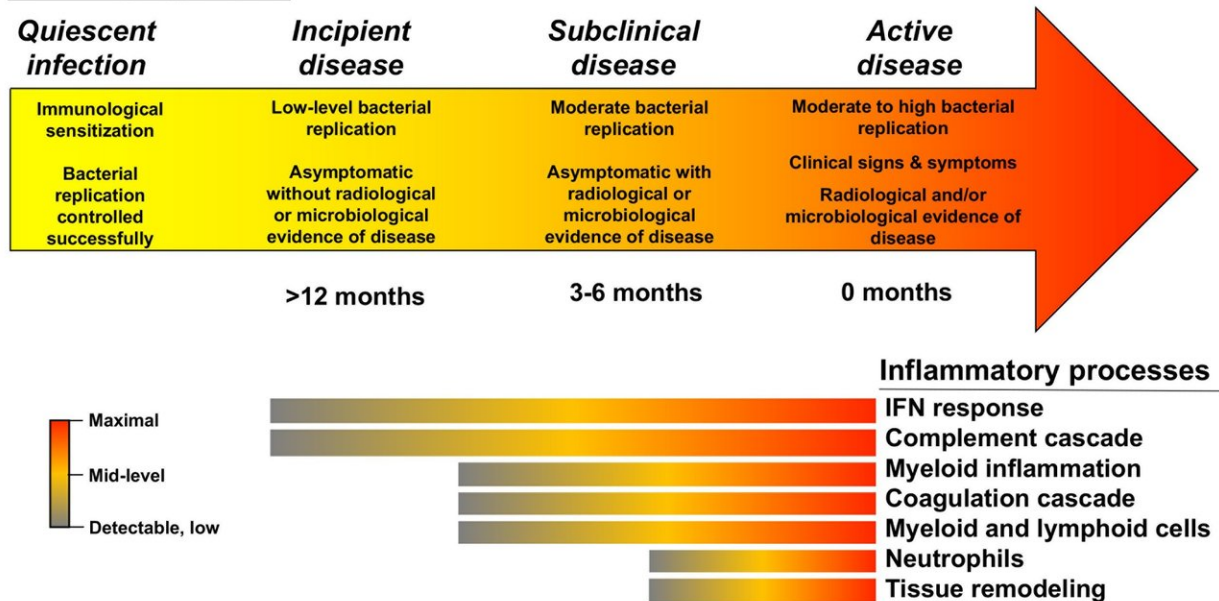 Quiescent
infection
Incipient
disease
Subclinical
disease
Active
disease
Immunological
sensitization
Bacterial
replication
controlled
successfully
Low-level bacterial
replication
Asymptomatic
without radiological
or microbiological
evidence of disease
Moderate bacterial
replication
Asymptomatic with
radiological or
microbiological
evidence of disease
Moderate to high bacterial
replication
Clinical signs & symptoms
Radiological and/or
microbiological evidence of
disease
>12 months
3-6 months
0 months
Inflammatory processes
Maximal
Mid-level
Detectable, low
IFN response
Complement cascade
Myeloid inflammation
Coagulation cascade
Myeloid and lymphoid cells
Neutrophils
Tissue remodeling